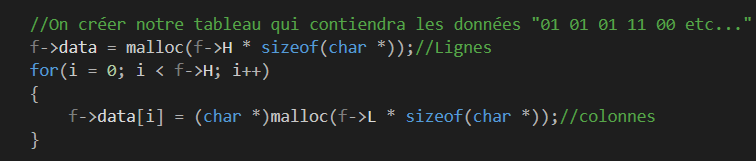 //On créer notre tableau qui contiendra les données "01 01 01 11 00 etc..."
f->data = malloc(f->H * sizeof(char *));//Lignes
for(i = 0; i < f->H; i++)
{
    f->data[i] = (char *)malloc(f->L * sizeof(char *));//colonnes
}